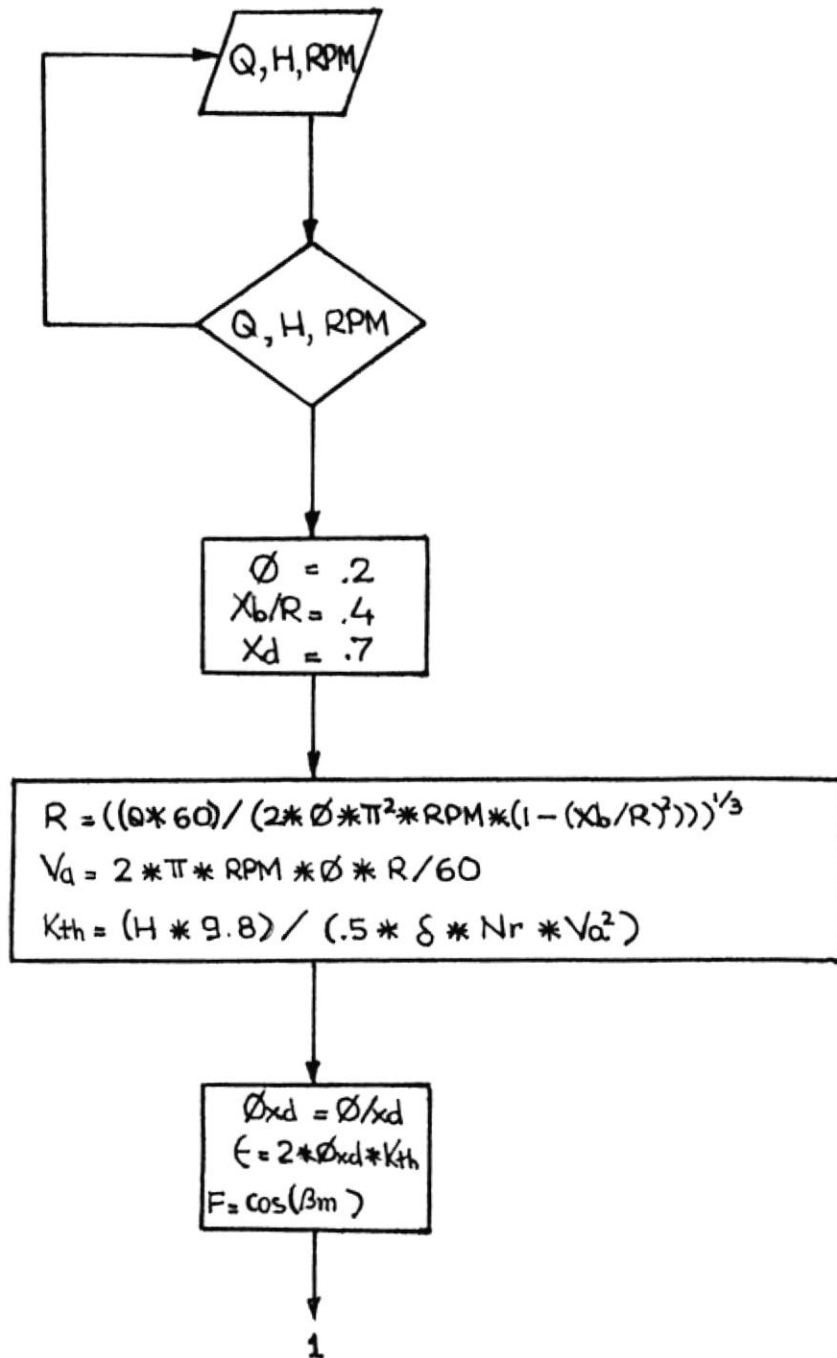 Q, H, RPM
Q, H, RPM
Ø = .2
Xb/R = .4
Xd = .7
R = ((Q*60)/(2*Ø*π²*RPM*(1-(Xb/R)²)))^1/3
Va = 2*π*RPM*Ø*R/60
Kth = (H*9.8)/(.5*δ*Nr*Va²)
Øxd = Ø/xd
ϵ = 2*Øxd*Kth
F = cos(βm)
1